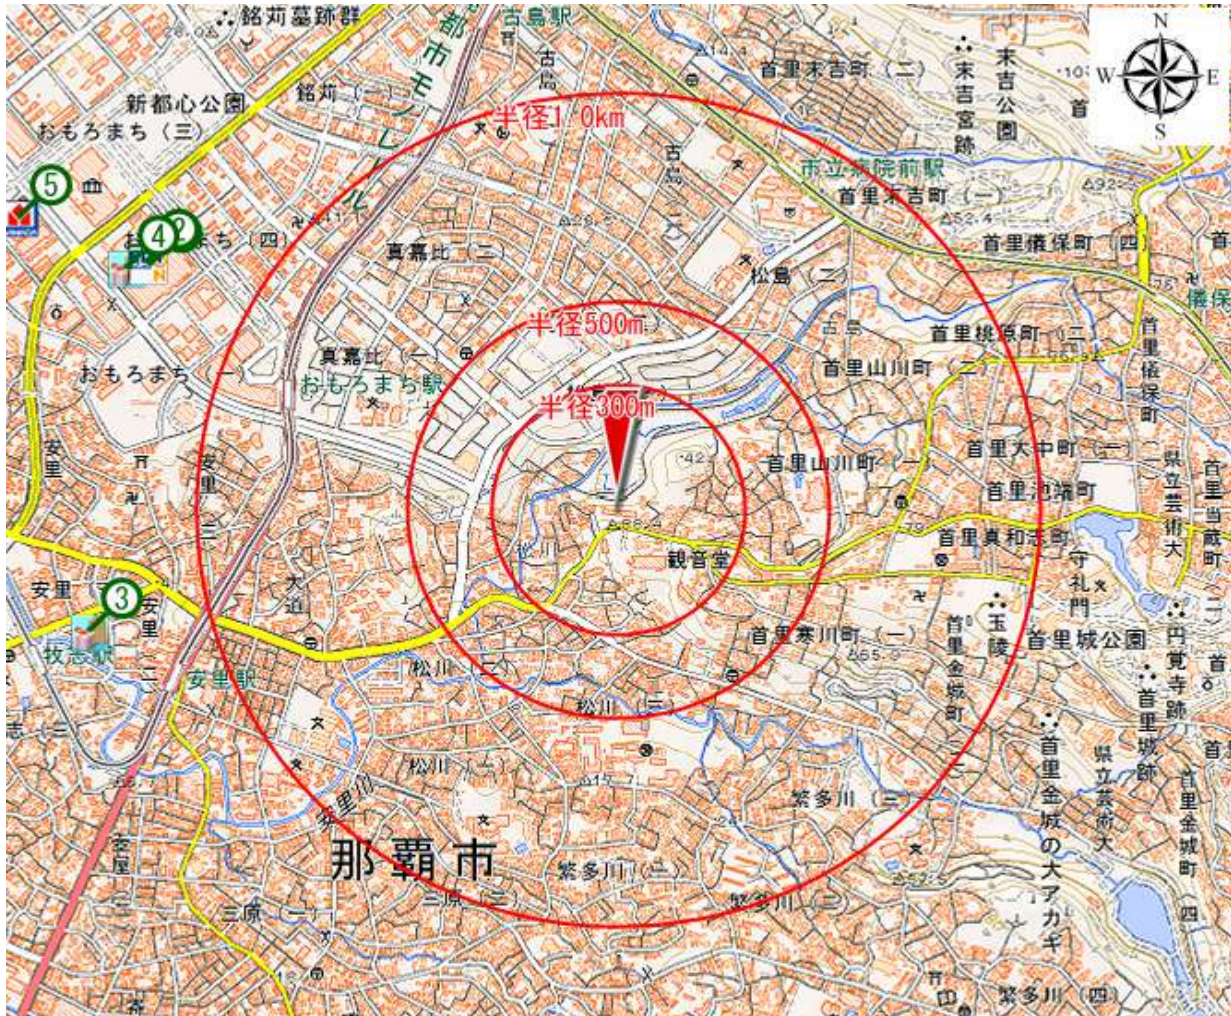 銘苅墓跡群
古島駅
N
W
E
S
首里末吉町(二)
末吉宮跡
末吉公園
新都心公園
銘苅(一)
古島
おもろまち(三)
都市モノレール
半径1.0km
市立病院前駅
首里末吉町(一)
⑤
④
②
おもろまち(四)
真嘉比(二)
松島(二)
首里儀保町(四)
半径500m
古島
首里桃原町(二)
真嘉比(一)
おもろまち駅
おもろまち
首里山川町(二)
首里儀保町
半径300m
安里
安里(三)
首里山川町(一)
首里大中町(一)
首里池端町
県立芸術大
首里当蔵町
首里真和志町
観音堂
守礼門
安里
③
安里(二)
大道
牧志駅
安里駅
玉陵
首里寒川町(一)
首里金城町
首里城公園
円覚寺跡
首里城跡
松川(二)
松川(三)
松川(一)
安里川
繁多川(三)
首里金城の大アカギ
県立芸術大
首里金城町(四)
那覇市
繁多川(一)
三原(一)
三原(二)
繁多川(二)
繁多川(四)